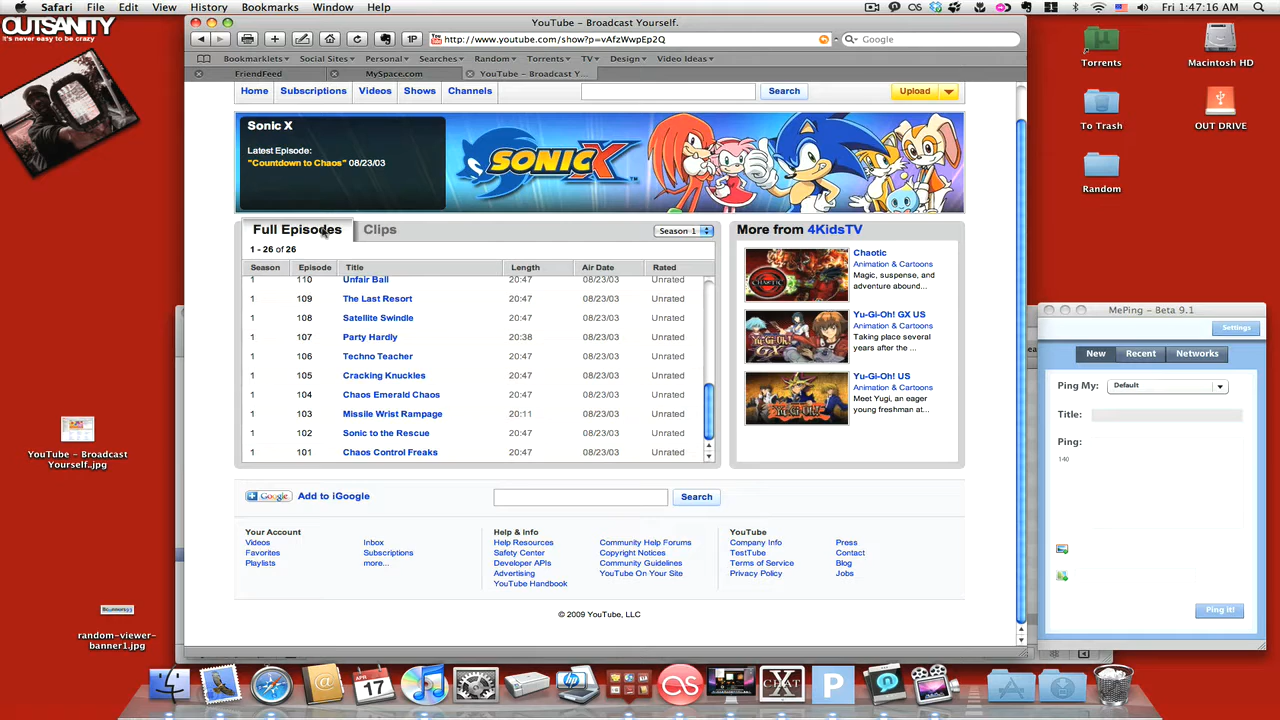 Safari File Edit View History Bookmarks Window Help
Fri 1:47:16 AM
OUTSANITY
It's never easy to be crazy.
YouTube - Broadcast Yourself.
1P
http://www.youtube.com/show?p=vAfzWwpEp2Q
Google
Bookmarklets Social Sites Personal Searches Random Torrents TV Design Video Ideas
FriendFeed MySpace.com YouTube - Broadcast Y...
Home Subscriptions Videos Shows Channels Search Upload
Sonic X
Latest Episode:
"Countdown to Chaos" 08/23/03
SONIC X
Full Episodes Clips Season 1
1 - 26 of 26
Season Episode Title Length Air Date Rated
1 110 Unfair Ball 20:47 08/23/03 Unrated
1 109 The Last Resort 20:47 08/23/03 Unrated
1 108 Satellite Swindle 20:47 08/23/03 Unrated
1 107 Party Hardly 20:38 08/23/03 Unrated
1 106 Techno Teacher 20:47 08/23/03 Unrated
1 105 Cracking Knuckles 20:47 08/23/03 Unrated
1 104 Chaos Emerald Chaos 20:47 08/23/03 Unrated
1 103 Missile Wrist Rampage 20:11 08/23/03 Unrated
1 102 Sonic to the Rescue 20:47 08/23/03 Unrated
1 101 Chaos Control Freaks 20:47 08/23/03 Unrated
More from 4KidsTV
CHAOTIC
Chaotic
Animation & Cartoons
Magic, suspense, and
adventure abound...
Yu-Gi-Oh! GX US
Animation & Cartoons
Taking place several
years after the ...
Yu-Gi-Oh! US
Animation & Cartoons
Meet Yugi, an eager
young freshman at...
Google Add to iGoogle Search
Your Account
Videos
Favorites
Playlists
Inbox
Subscriptions
more...
Help & Info
Help Resources
Safety Center
Developer APIs
Advertising
YouTube Handbook
Community Help Forums
Copyright Notices
Community Guidelines
YouTube On Your Site
YouTube
Company Info
TestTube
Terms of Service
Privacy Policy
Press
Contact
Blog
Jobs
© 2009 YouTube, LLC
Torrents
Macintosh HD
To Trash
OUT DRIVE
Random
MePing - Beta 9.1
Settings
New Recent Networks
Ping My: Default
Title:
Ping:
140
Ping It!
YouTube - Broadcast
Yourself..jpg
random-viewer-
banner1.jpg
APR
17
hp
X
CHAT
P